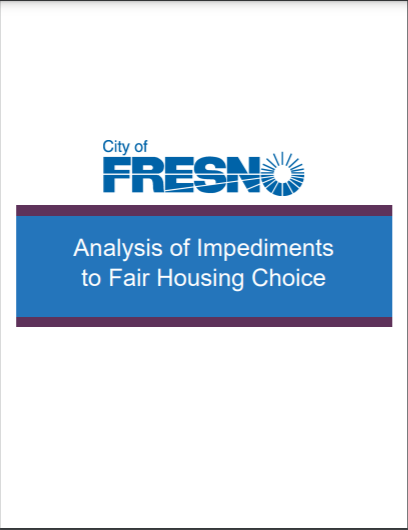 City of
FRESNO
Analysis of Impediments
to Fair Housing Choice